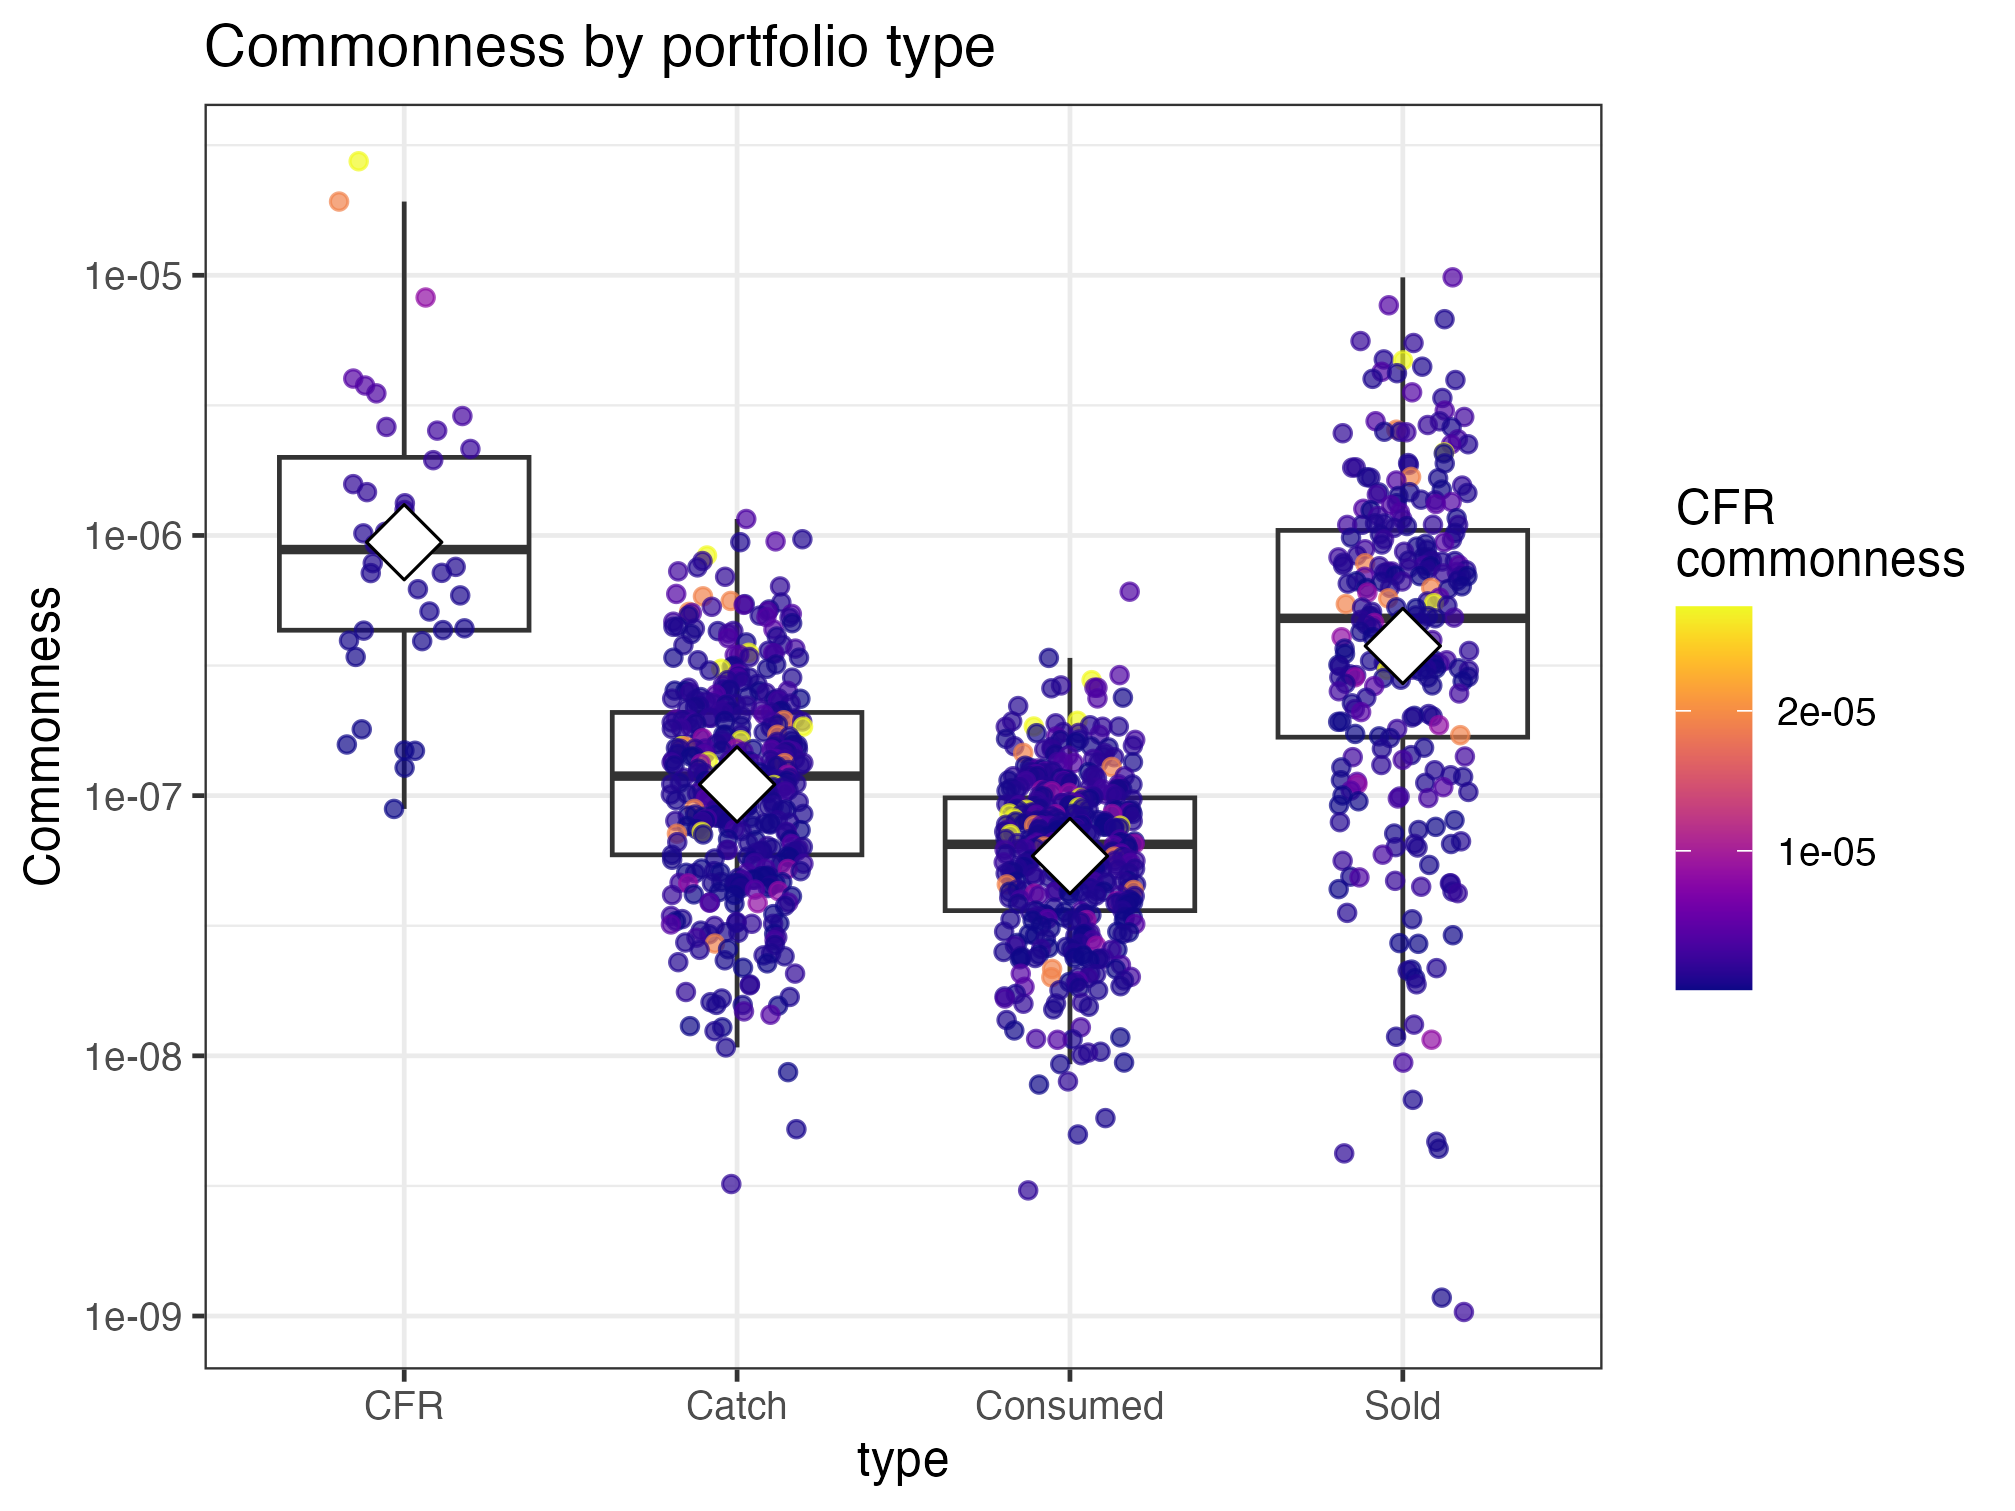 Commonness by portfolio type
Commonness
1e-05
1e-06
1e-07
1e-08
1e-09
CFR
Catch
Consumed
Sold
type
CFR
commonness
2e-05
1e-05